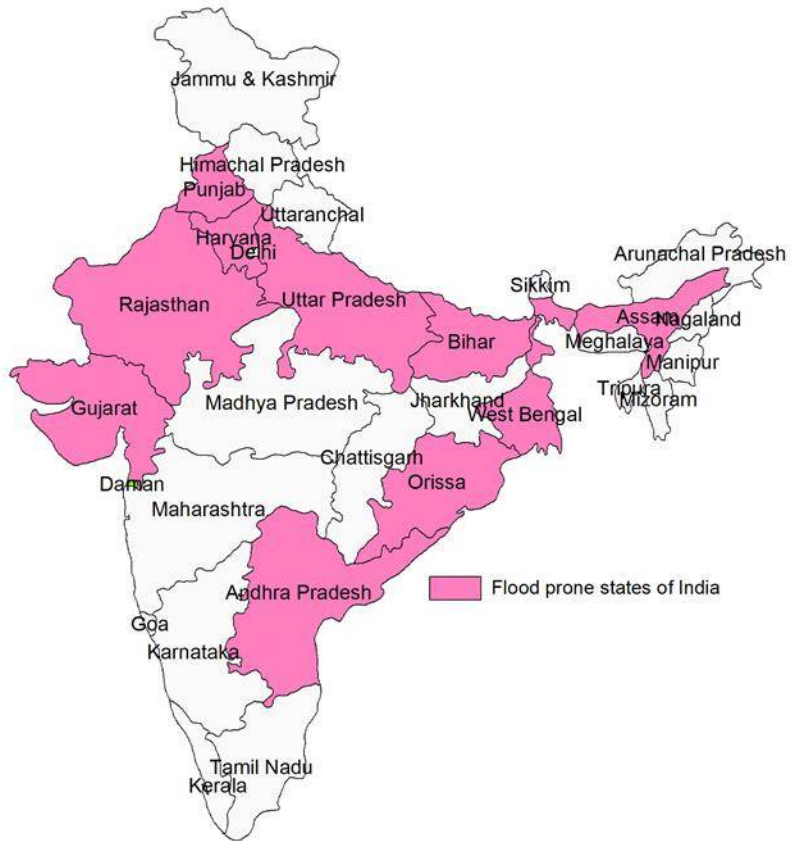 Jammu & Kashmir
Himachal Pradesh
Punjab
Uttaranchal
Haryana
Delhi
Arunachal Pradesh
Sikkim
Rajasthan
Uttar Pradesh
Assam
Nagaland
Bihar
Meghalaya
Manipur
Tripura
Mizoram
Gujarat
Madhya Pradesh
Jharkhand
West Bengal
Chattisgarh
Daman
Orissa
Maharashtra
Andhra Pradesh
Flood prone states of India
Goa
Karnataka
Tamil Nadu
Kerala